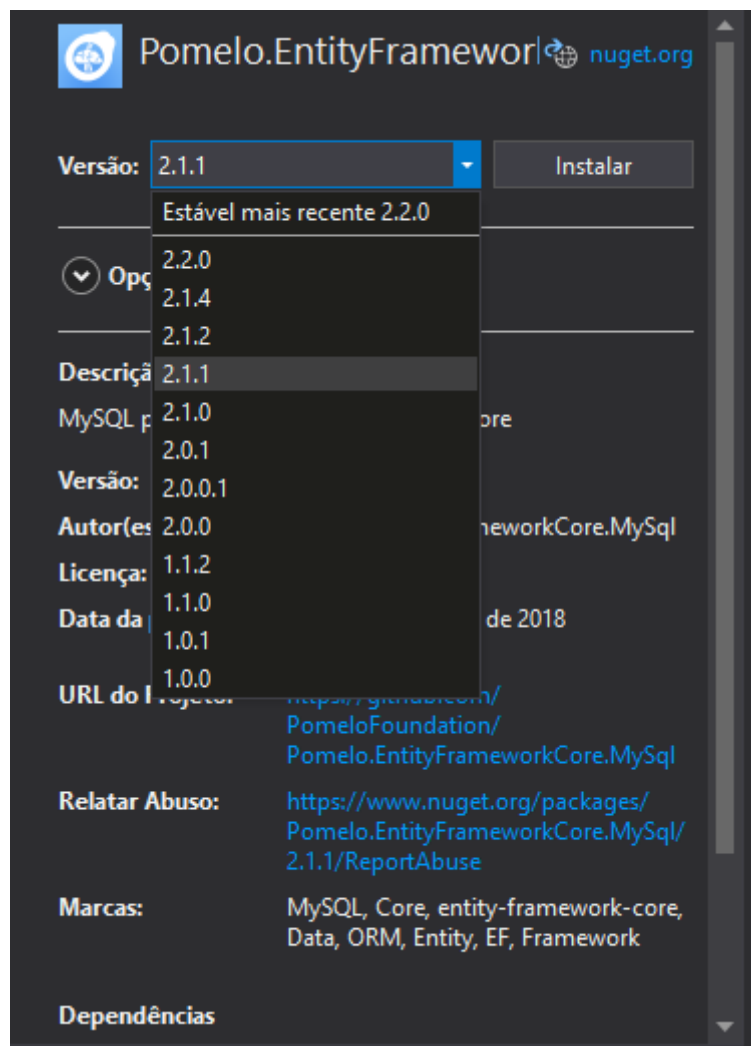 Pomelo.EntityFramewor
nuget.org
Versão: 2.1.1 Instalar
Estável mais recente 2.2.0
2.2.0
Opç
2.1.4
2.1.2
2.1.1
Descriçã
2.1.0
MySQL p ore
2.0.1
Versão:
2.0.0.1
2.0.0
Autor(es neworkCore.MySql
1.1.2
Licença:
1.1.0
Data da de 2018
1.0.1
1.0.0
URL do
PomeloFoundation/
Pomelo.EntityFrameworkCore.MySql
Relatar Abuso: https://www.nuget.org/packages/
Pomelo.EntityFrameworkCore.MySql/
2.1.1/ReportAbuse
Marcas: MySQL, Core, entity-framework-core,
Data, ORM, Entity, EF, Framework
Dependências